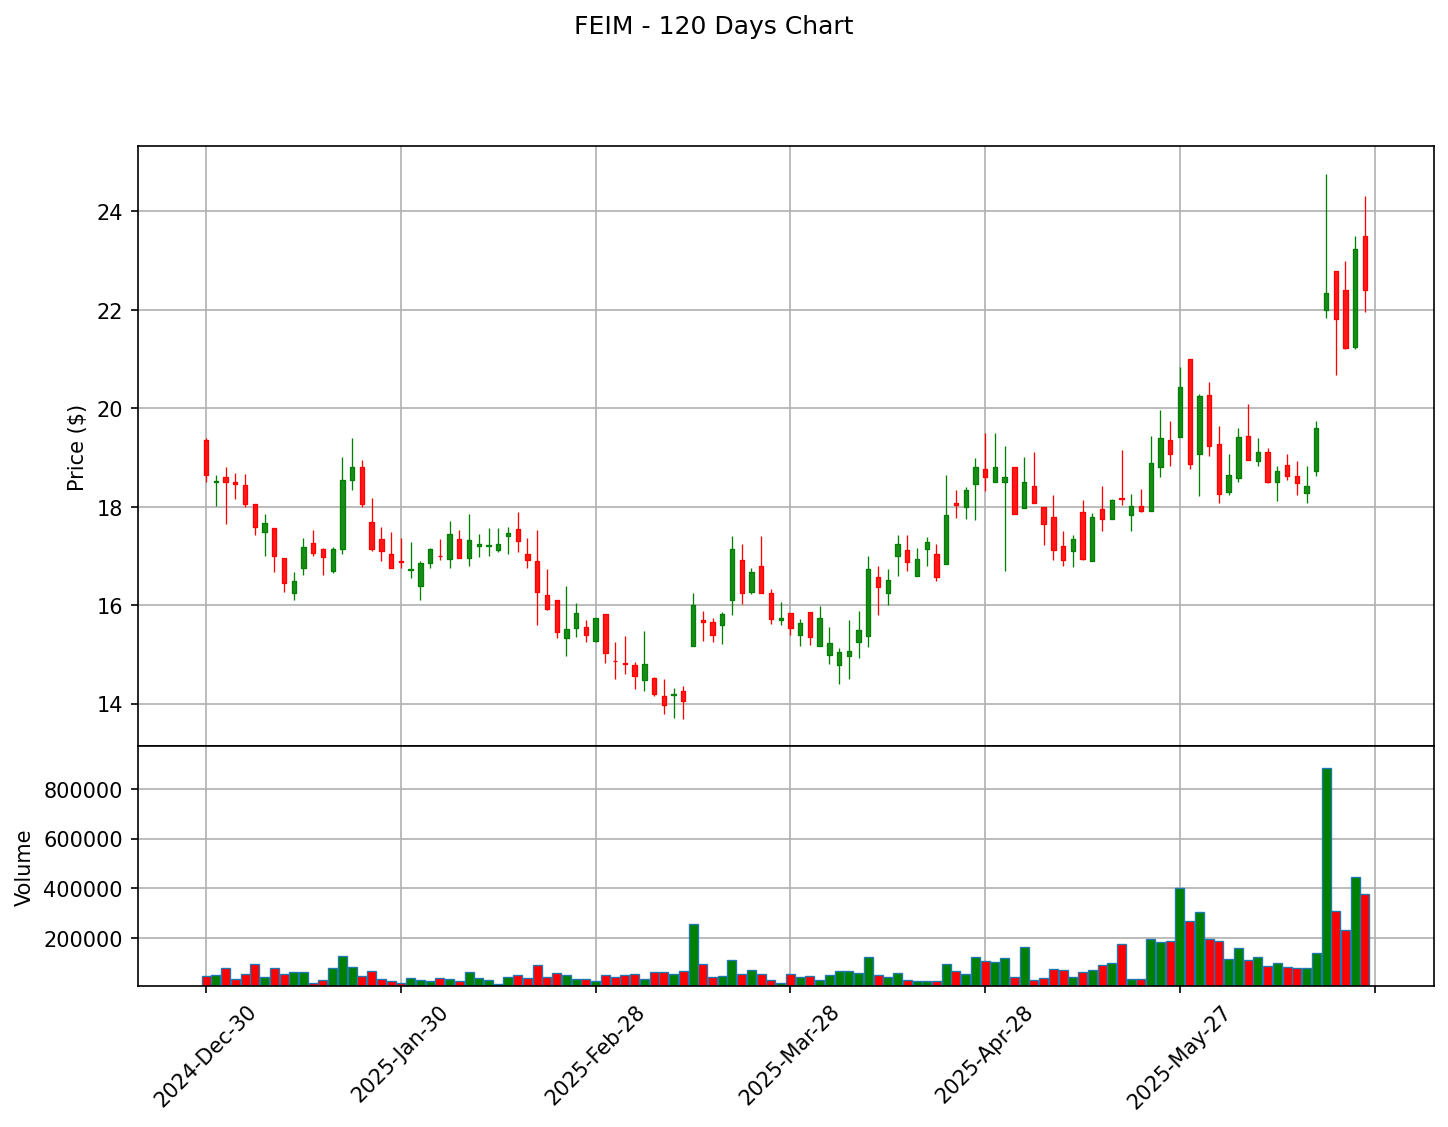 FEIM - 120 Days Chart
Price ($)
24
22
20
18
16
14
Volume
800000
600000
400000
200000
2024-Dec-30
2025-Jan-30
2025-Feb-28
2025-Mar-28
2025-Apr-28
2025-May-27